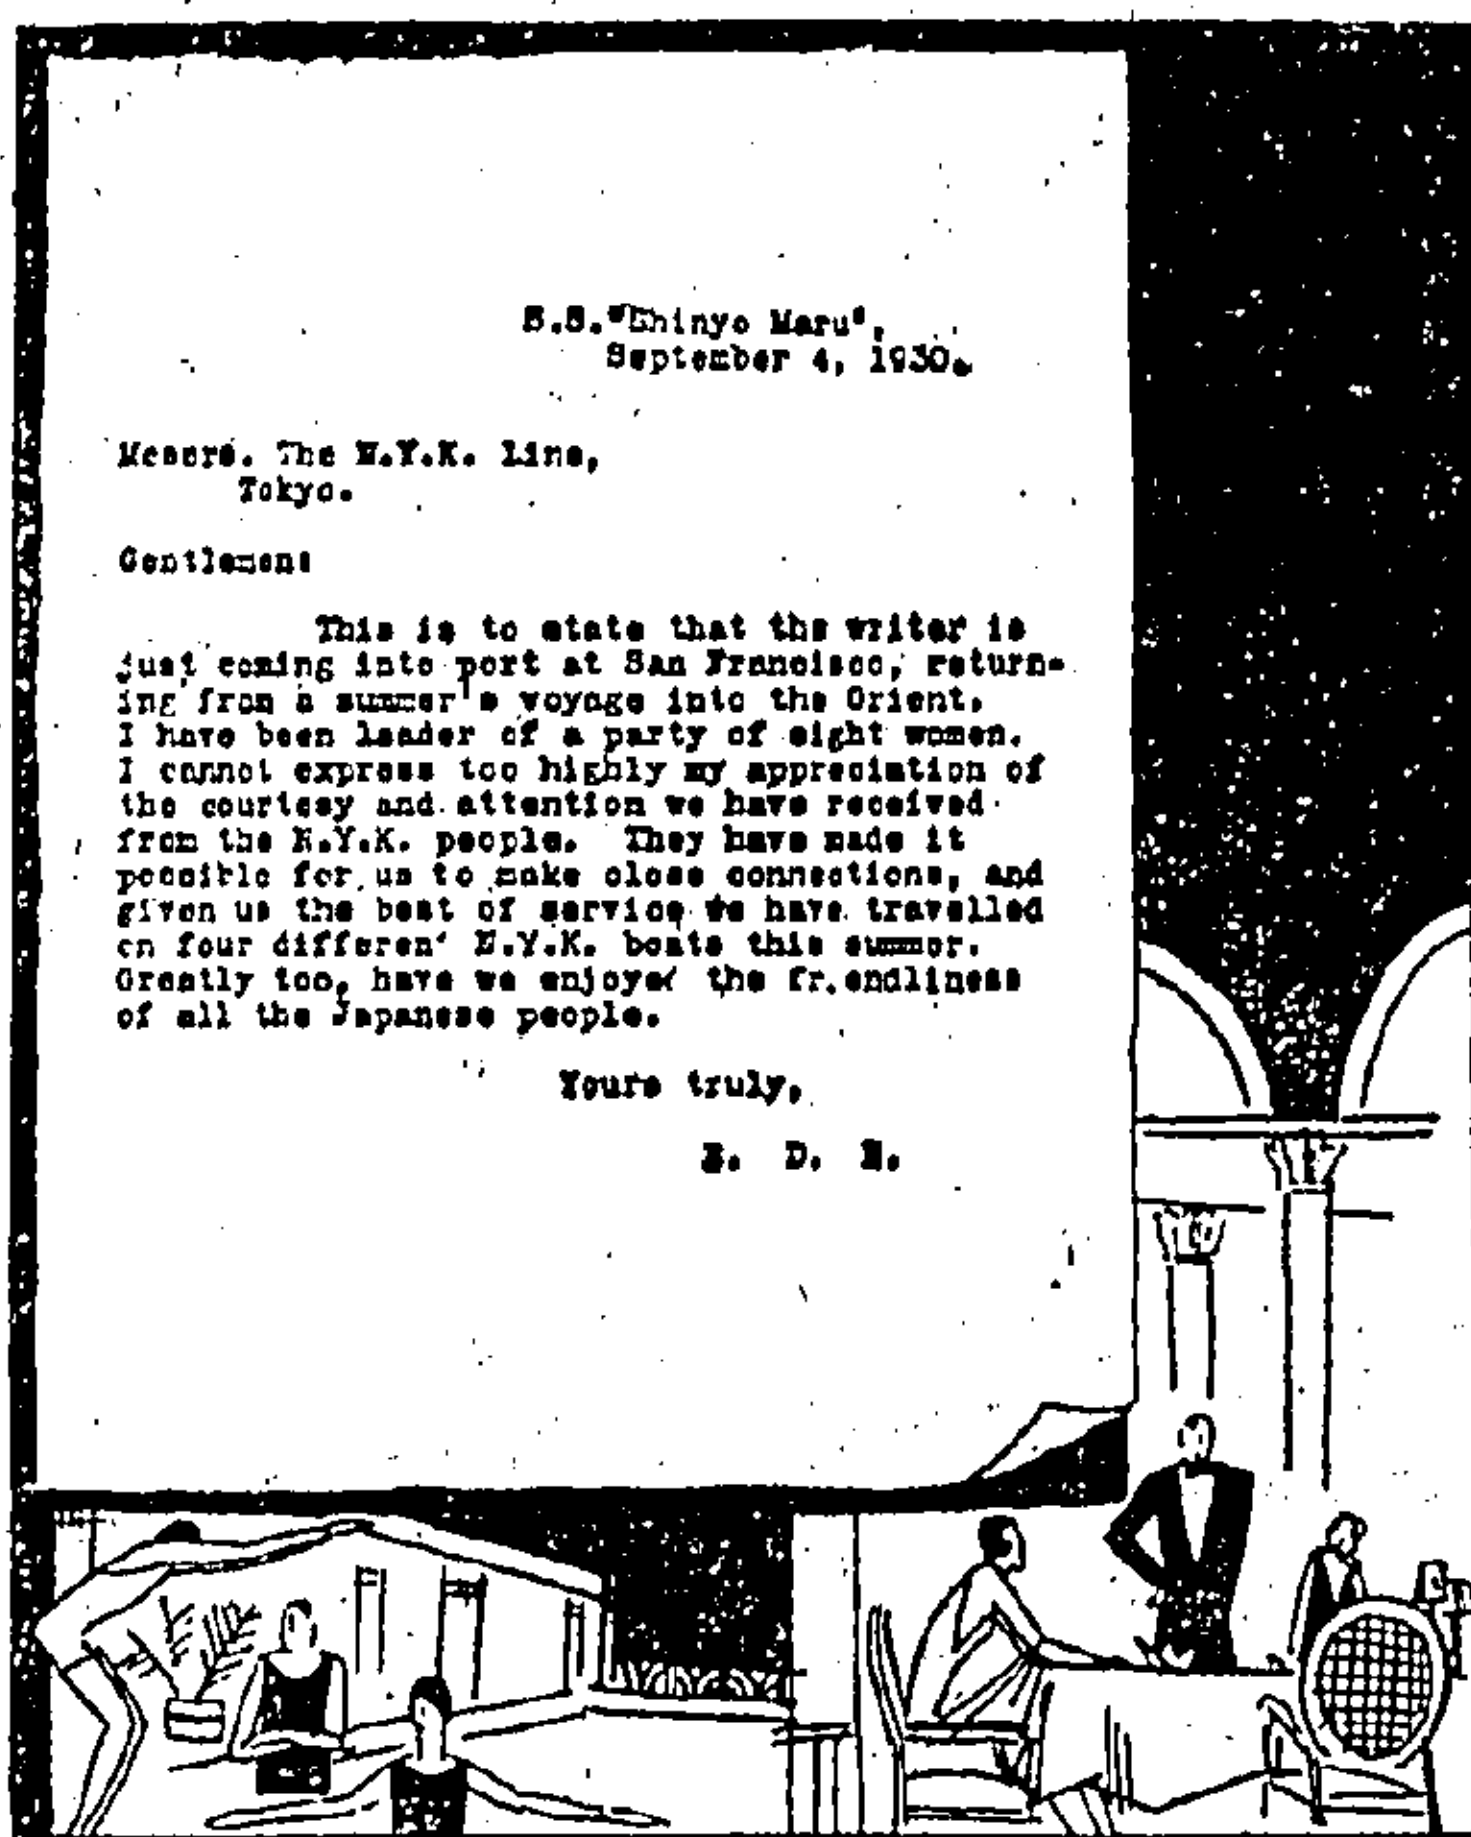 S.S."Shinyo Maru",
September 4, 1930.
Messrs. The N.Y.K. Line,
Tokyo.
Gentlemen:
This is to state that the writer is
just coming into port at San Francisco, return-
ing from a summer's voyage into the Orient.
I have been leader of a party of eight women.
I cannot express too highly my appreciation of
the courtesy and attention we have received
from the N.Y.K. people. They have made it
possible for us to make close connections, and
given us the best of service we have travelled
on four different N.Y.K. boats this summer.
Greatly too, have we enjoyed the friendliness
of all the Japanese people.
Yours truly,
D.